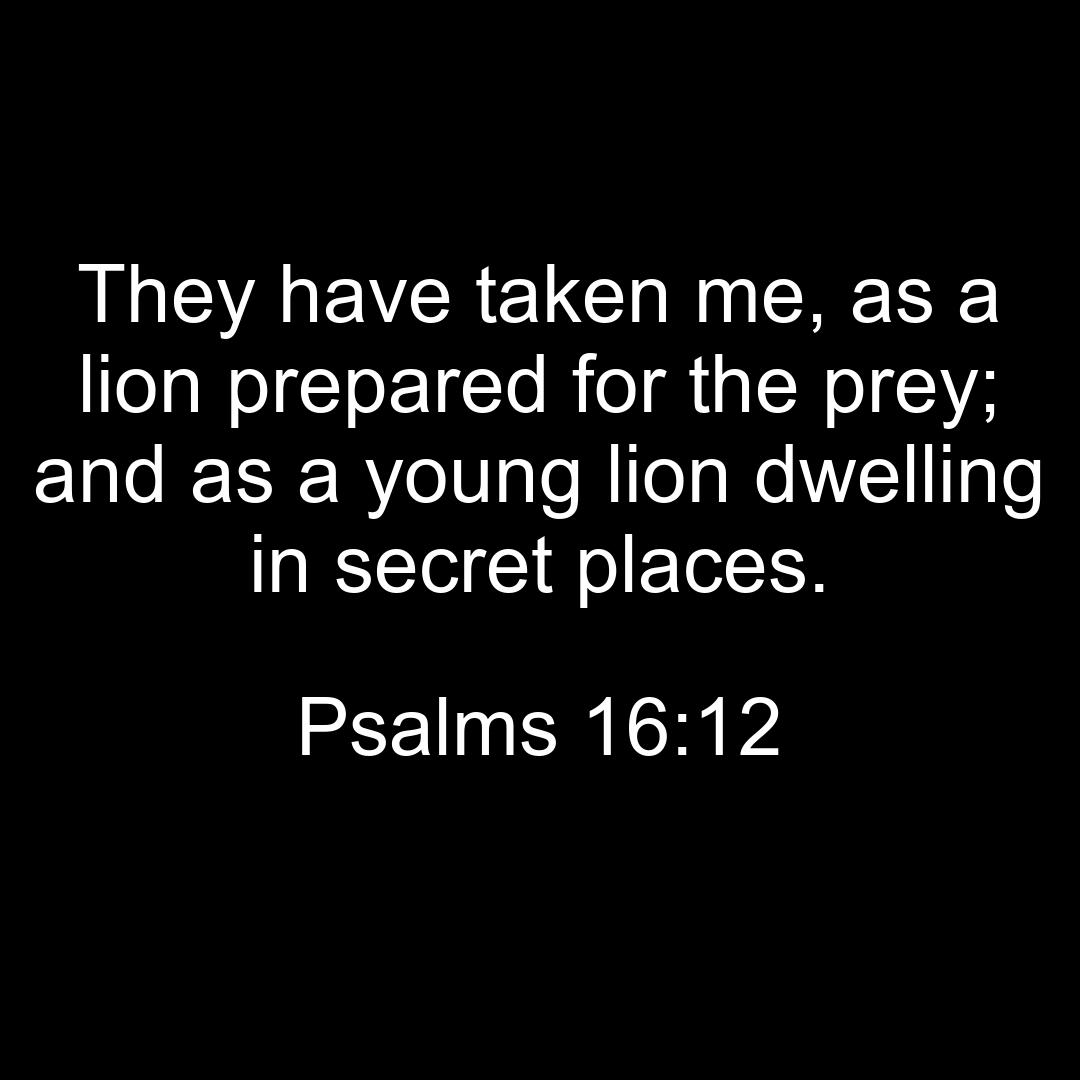 They have taken me, as a
lion prepared for the prey;
and as a young lion dwelling
in secret places.
Psalms 16:12